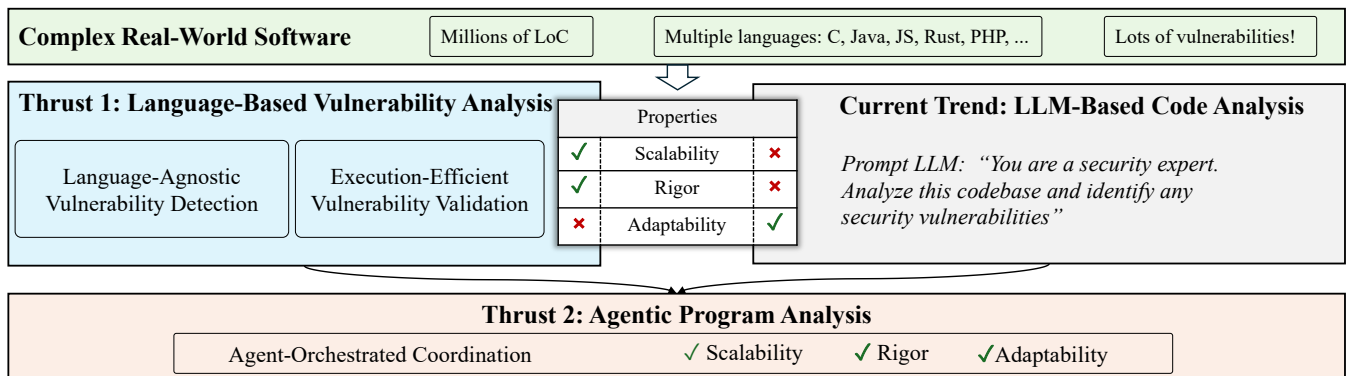 Complex Real-World Software
Millions of LoC
Multiple languages: C, Java, JS, Rust, PHP, ...
Lots of vulnerabilities!
Thrust 1: Language-Based Vulnerability Analysis
Language-Agnostic
Vulnerability Detection
Execution-Efficient
Vulnerability Validation
Properties
✓ Scalability ×
✓ Rigor ×
× Adaptability ✓
Current Trend: LLM-Based Code Analysis
Prompt LLM: “You are a security expert.
Analyze this codebase and identify any
security vulnerabilities”
Thrust 2: Agentic Program Analysis
Agent-Orchestrated Coordination ✓ Scalability ✓ Rigor ✓ Adaptability